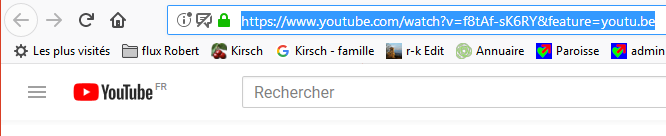 https://www.youtube.com/watch?v=f8tAf-sK6RY&feature=youtu.be
Les plus visités flux Robert Kirsch Kirsch - famille r-k Edit Annuaire Paroisse admin
YouTube FR Rechercher